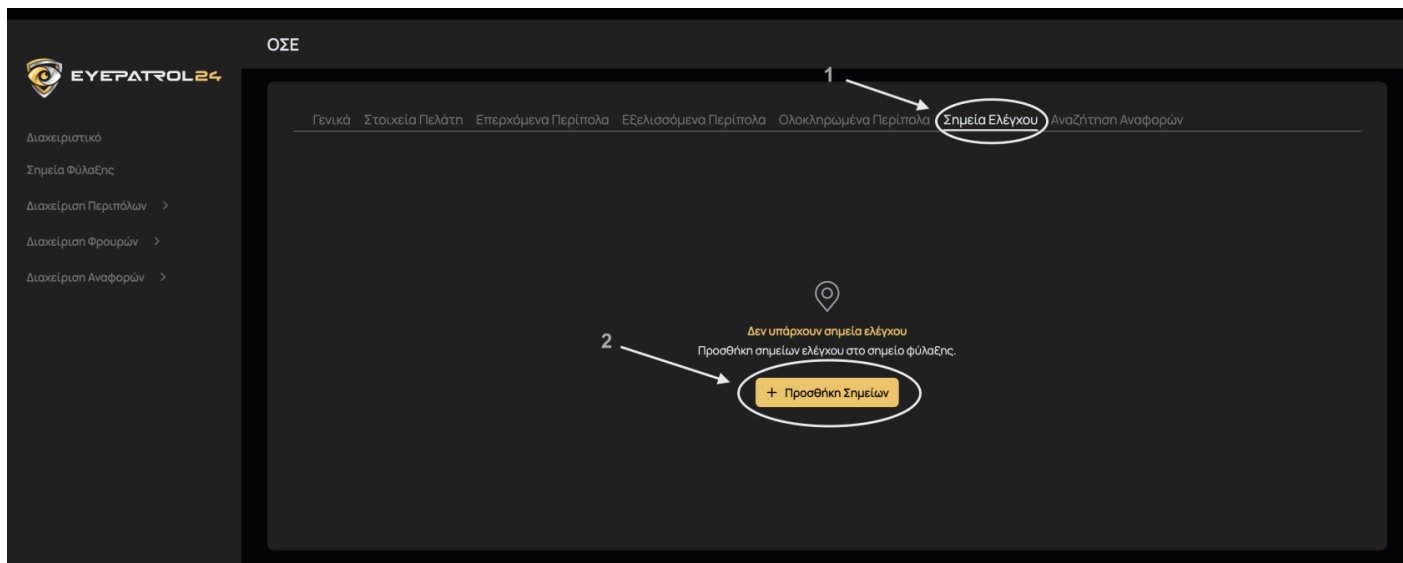 ΟΣΕ
EYEPATROL24
1
Γενικά Στοιχεία Πελάτη Επερχόμενα Περίπολα Εξελισσόμενα Περίπολα Ολοκληρωμένα Περίπολα Σημεία Ελέγχου Αναζήτηση Αναφορών
Διαχειριστικό
Σημεία Φύλαξης
Διαχείριση Περιπόλων >
Διαχείριση Φρουρών >
Διαχείριση Αναφορών >
Δεν υπάρχουν σημεία ελέγχου
2
Προσθήκη σημείων ελέγχου στο σημείο φύλαξης.
+ Προσθήκη Σημείων